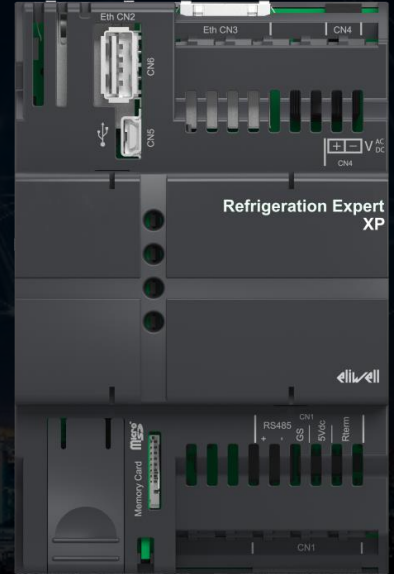 Eth CN2
Eth CN3
CN4
CN6
CN5
+ - V AC DC
CN4
Refrigeration Expert
XP
eliwell
Micro SD
Memory Card
CN1
RS485
+ -
GS
5Vdc
Rterm
CN1